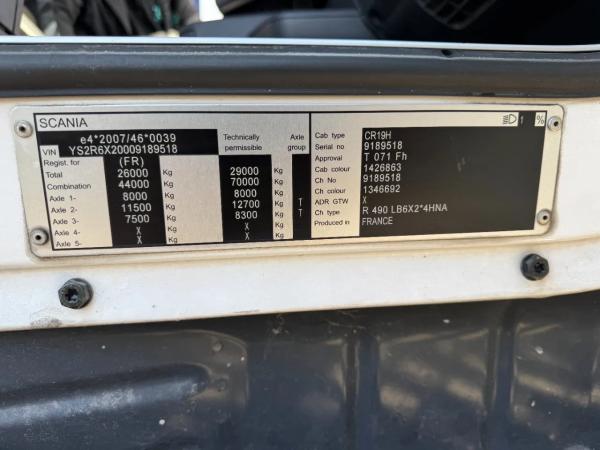 SCANIA
e4*2007/46*0039
VIN YS2R6X20009189518
Technically permissible
Axle group
Regist. for (FR)
Total 26000 Kg 29000 Kg
Combination 44000 Kg 70000 Kg
Axle 1- 8000 Kg 8000 Kg
Axle 2- 11500 Kg 12700 Kg T
Axle 3- 7500 Kg 8300 Kg T
Axle 4- X Kg X Kg
Axle 5- X Kg X Kg
1 %
Cab type CR19H
Serial no 9189518
Approval T 071 Fh
Cab colour 1426863
Ch No 9189518
Ch colour 1346692
ADR GTW X
Ch type R 490 LB6X2*4HNA
Produced in FRANCE